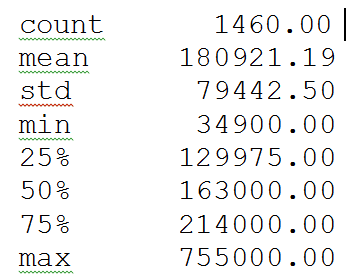 count 1460.00
mean 180921.19
std 79442.50
min 34900.00
25% 129975.00
50% 163000.00
75% 214000.00
max 755000.00